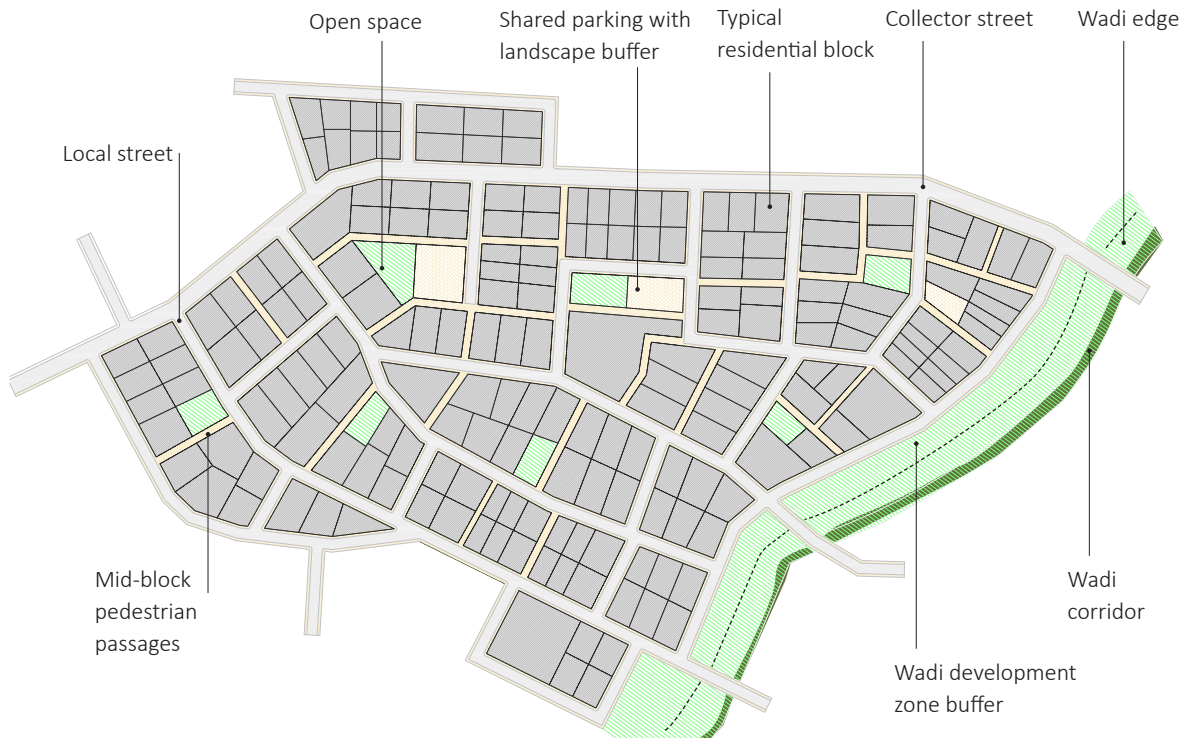 Open space
Shared parking with
landscape buffer
Typical
residential block
Collector street
Wadi edge
Local street
Mid-block
pedestrian
passages
Wadi
corridor
Wadi development
zone buffer